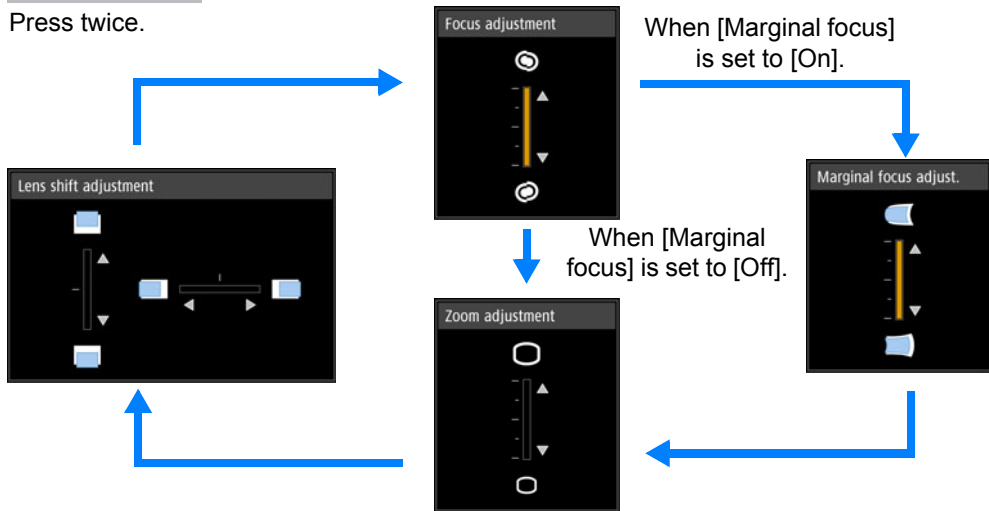 Press twice.
Focus adjustment
When [Marginal focus]
is set to [On].
Lens shift adjustment
Marginal focus adjust.
When [Marginal
focus] is set to [Off].
Zoom adjustment